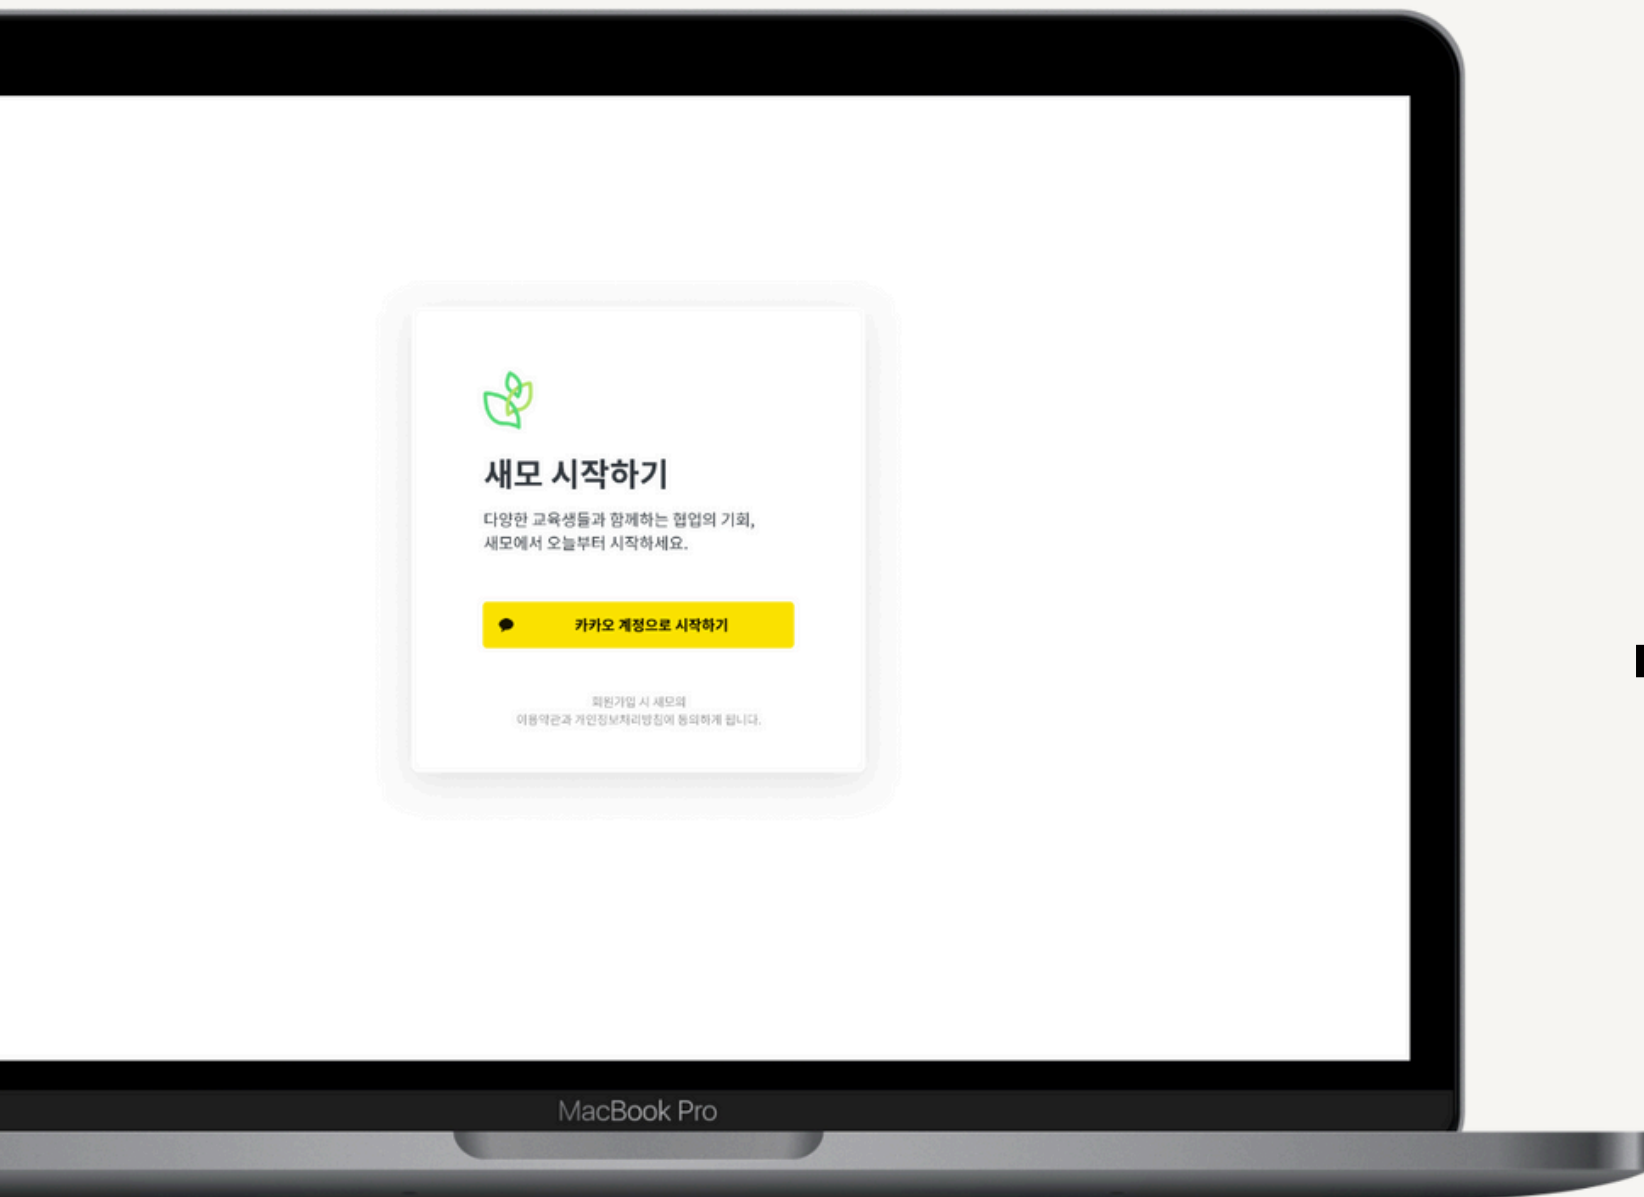 새모 시작하기
다양한 교육생들과 함께하는 협업의 기회,
새모에서 오늘부터 시작하세요.
카카오 계정으로 시작하기
회원가입 시 새모의
이용약관과 개인정보처리방침에 동의하게 됩니다.
MacBook Pro